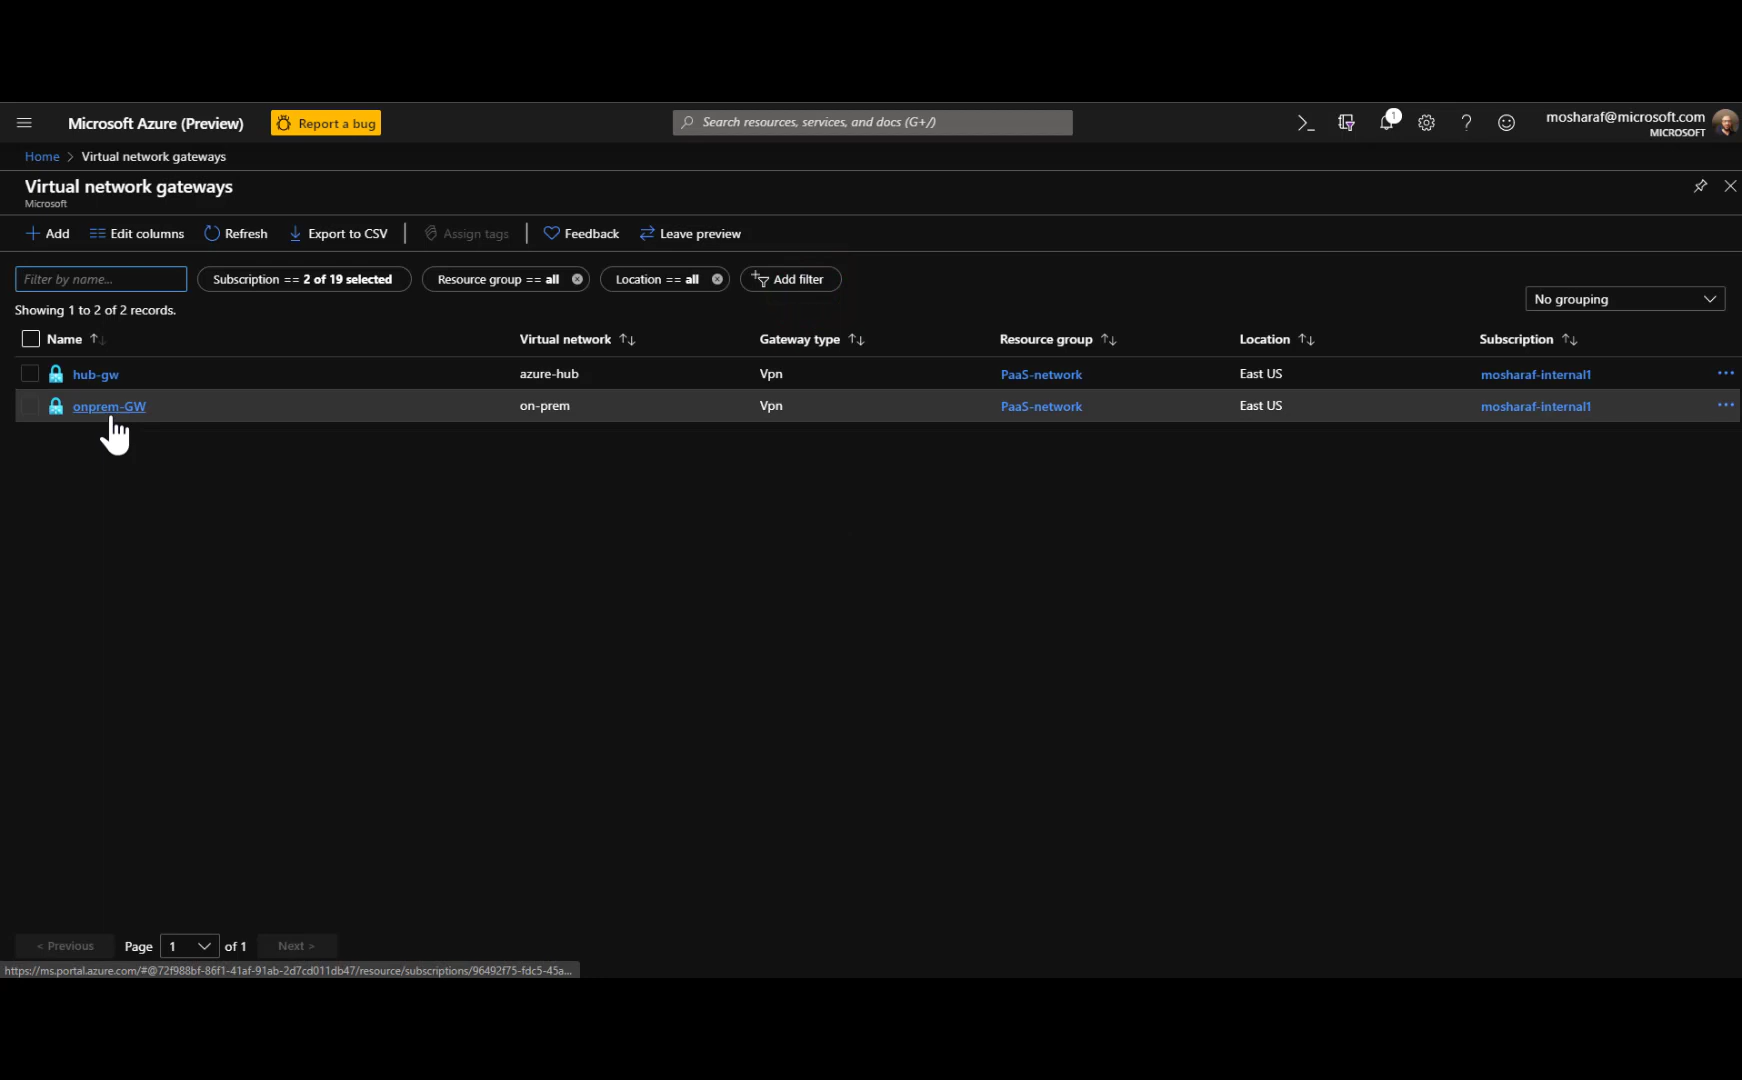 Microsoft Azure (Preview)
Report a bug
Search resources, services, and docs (G+/)
1
mosharaf@microsoft.com
MICROSOFT
Home > Virtual network gateways
Virtual network gateways
Microsoft
+ Add
Edit columns
Refresh
Export to CSV
Assign tags
Feedback
Leave preview
Filter by name...
Subscription == 2 of 19 selected
Resource group == all
Location == all
Add filter
Showing 1 to 2 of 2 records.
No grouping
Name ↑↓ Virtual network ↑↓ Gateway type ↑↓ Resource group ↑↓ Location ↑↓ Subscription ↑↓
hub-gw azure-hub Vpn PaaS-network East US mosharaf-internal1 ···
onprem-GW on-prem Vpn PaaS-network East US mosharaf-internal1 ···
< Previous Page 1 of 1 Next >
https://ms.portal.azure.com/#@72f988bf-86f1-41af-91ab-2d7cd011db47/resource/subscriptions/96492f75-fdc5-45a...